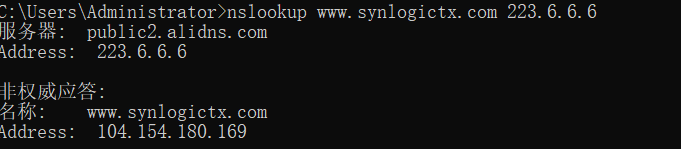 C:\Users\Administrator>nslookup www.synlogictx.com 223.6.6.6
服务器:  public2.alidns.com
Address:  223.6.6.6
非权威应答:
名称:    www.synlogictx.com
Address:  104.154.180.169